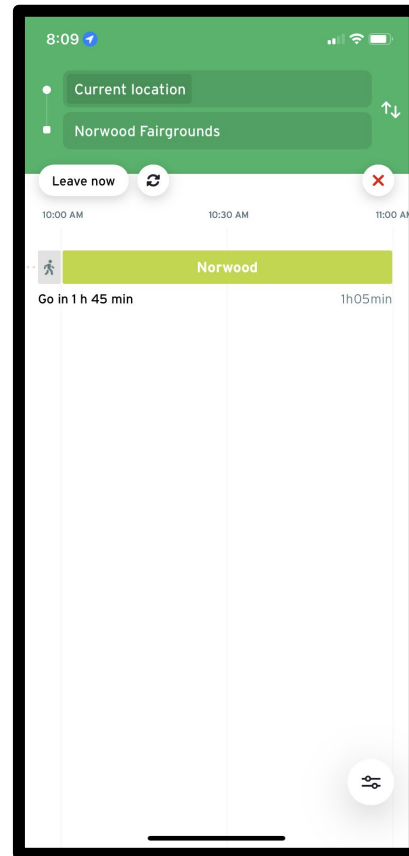 8:09
Current location
Norwood Fairgrounds
Leave now
10:00 AM 10:30 AM 11:00 AM
Norwood
Go in 1 h 45 min 1h05min